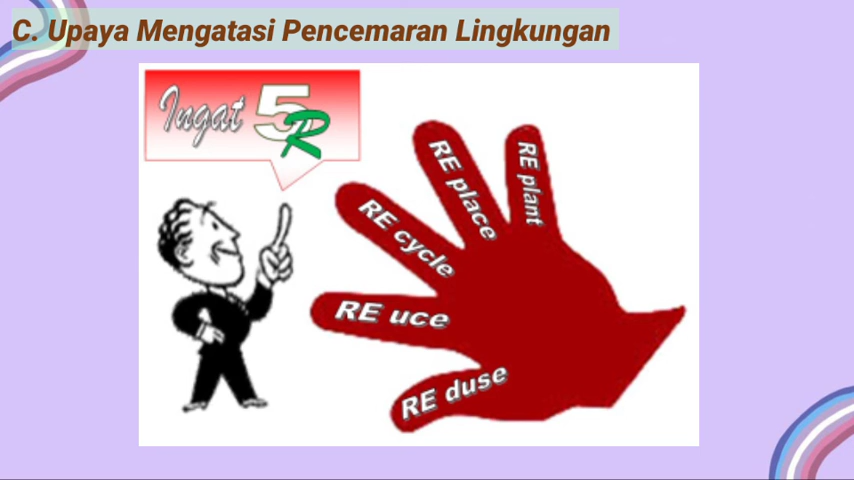 C. Upaya Mengatasi Pencemaran Lingkungan
Ingat 5R
RE plant
RE place
RE cycle
RE uce
RE duse